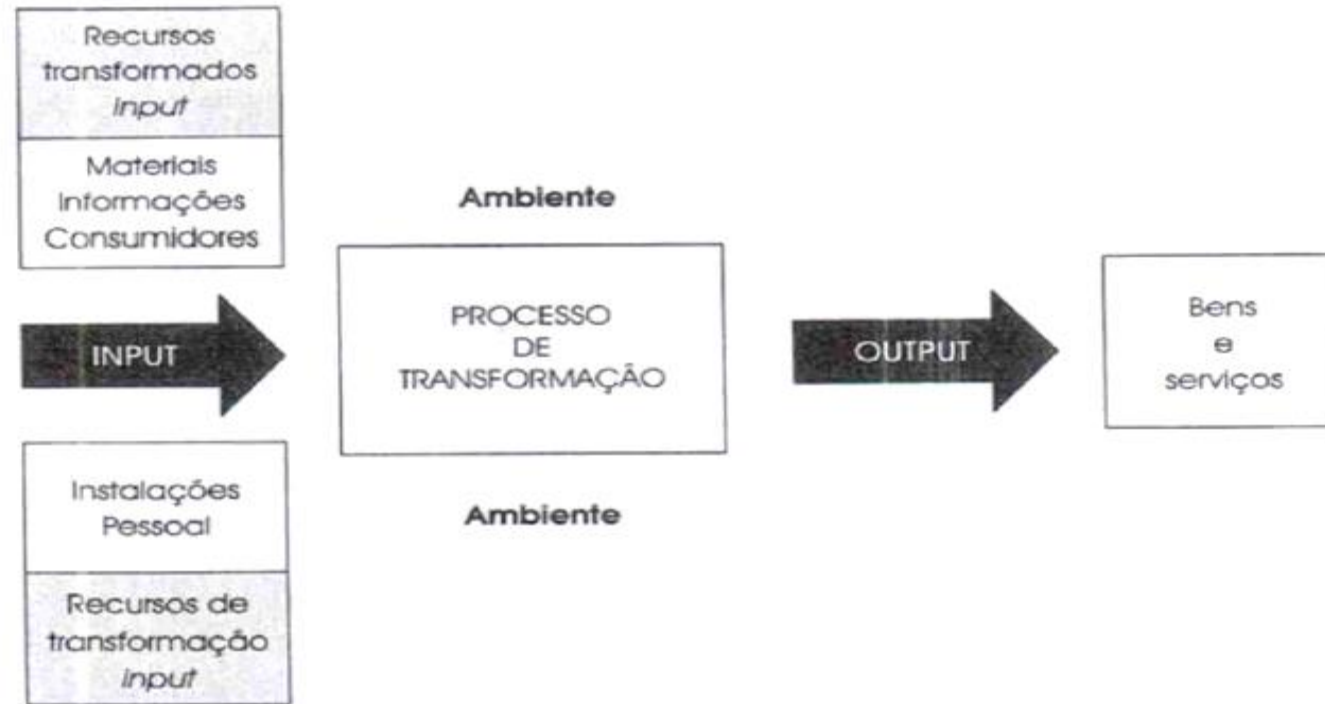 Recursos
transformados
input
Materiais
Informações
Consumidores
INPUT
Instalações
Pessoal
Recursos de
transformação
input
Ambiente
PROCESSO
DE
TRANSFORMAÇÃO
Ambiente
OUTPUT
Bens
e
serviços